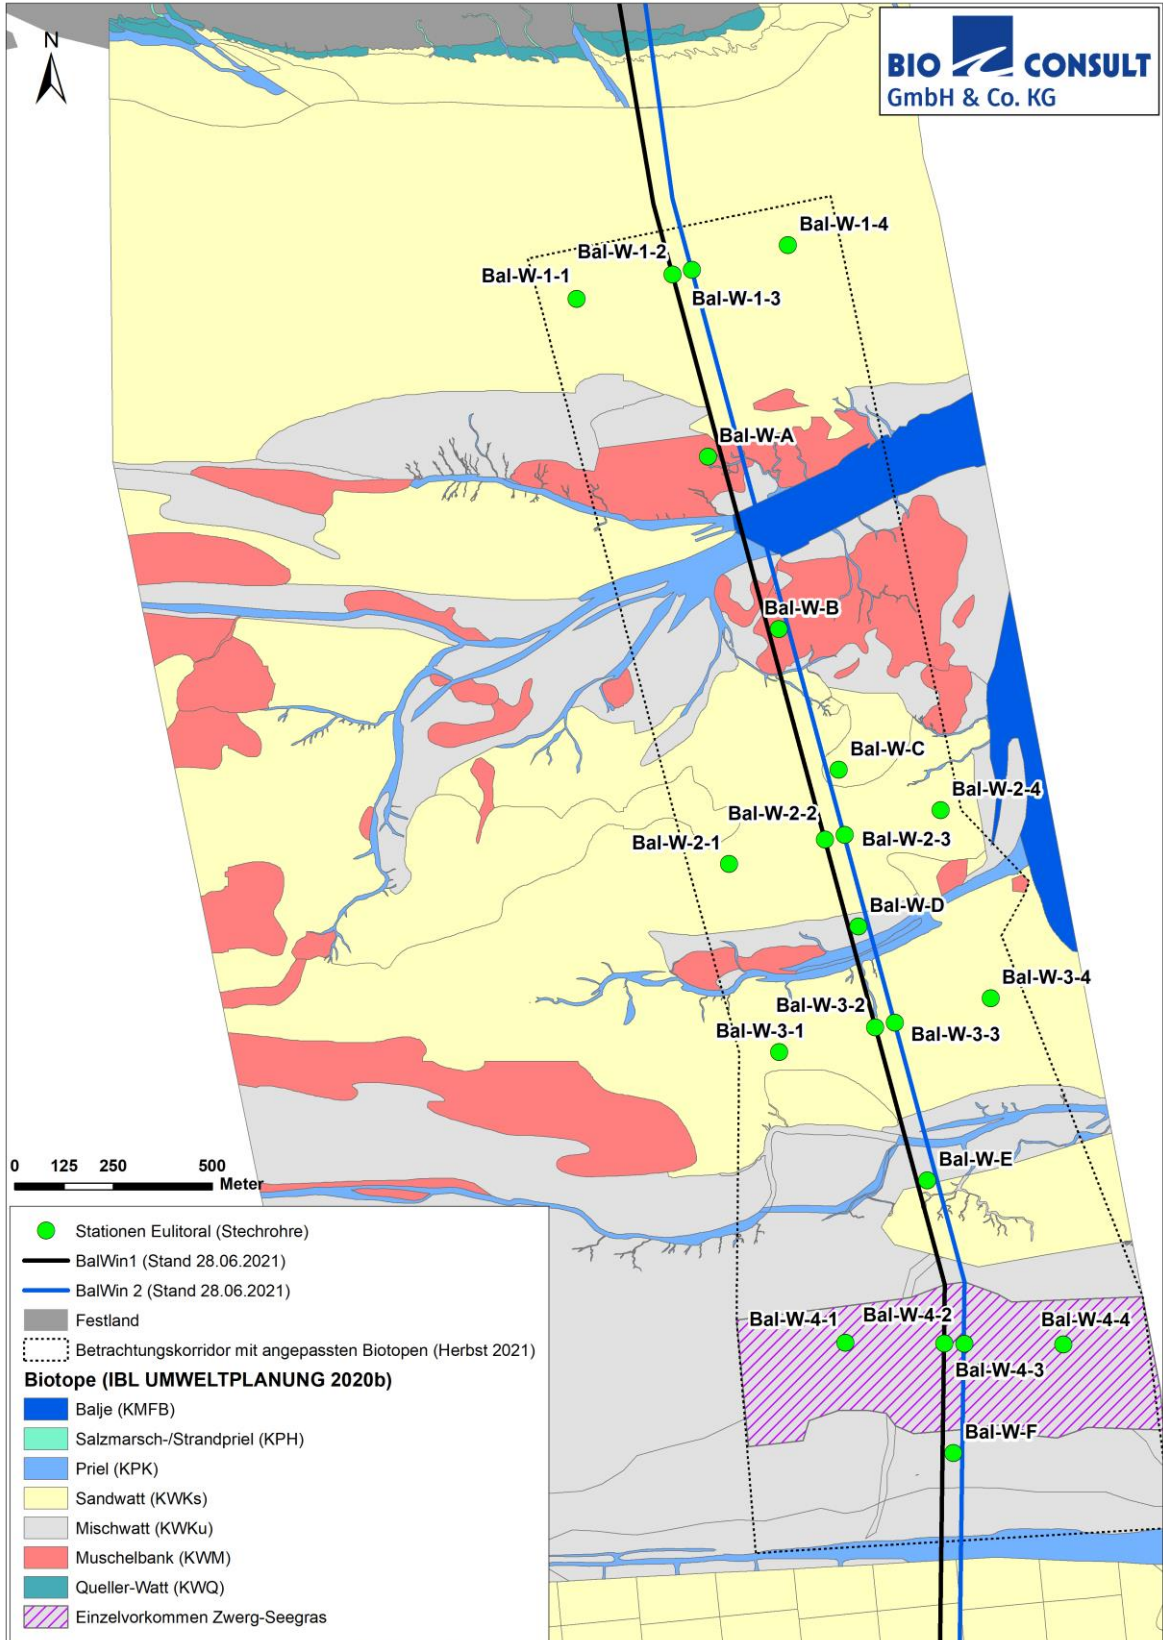 N
BIO CONSULT
GmbH & Co. KG
Bal-W-1-4
Bal-W-1-2
Bal-W-1-1
Bal-W-1-3
Bal-W-A
Bal-W-B
Bal-W-C
Bal-W-2-4
Bal-W-2-2
Bal-W-2-3
Bal-W-2-1
Bal-W-D
Bal-W-3-4
Bal-W-3-2
Bal-W-3-3
Bal-W-3-1
Bal-W-E
0 125 250 500
Meter
Bal-W-4-1 Bal-W-4-2 Bal-W-4-4
Bal-W-4-3
Bal-W-F
Stationen Eulitoral (Stechrohre)
BalWin1 (Stand 28.06.2021)
BalWin 2 (Stand 28.06.2021)
Festland
Betrachtungskorridor mit angepassten Biotopen (Herbst 2021)
Biotope (IBL UMWELTPLANUNG 2020b)
Balje (KMFB)
Salzmarsch-/Strandpriel (KPH)
Priel (KPK)
Sandwatt (KWKs)
Mischwatt (KWKu)
Muschelbank (KWM)
Queller-Watt (KWQ)
Einzelvorkommen Zwerg-Seegras